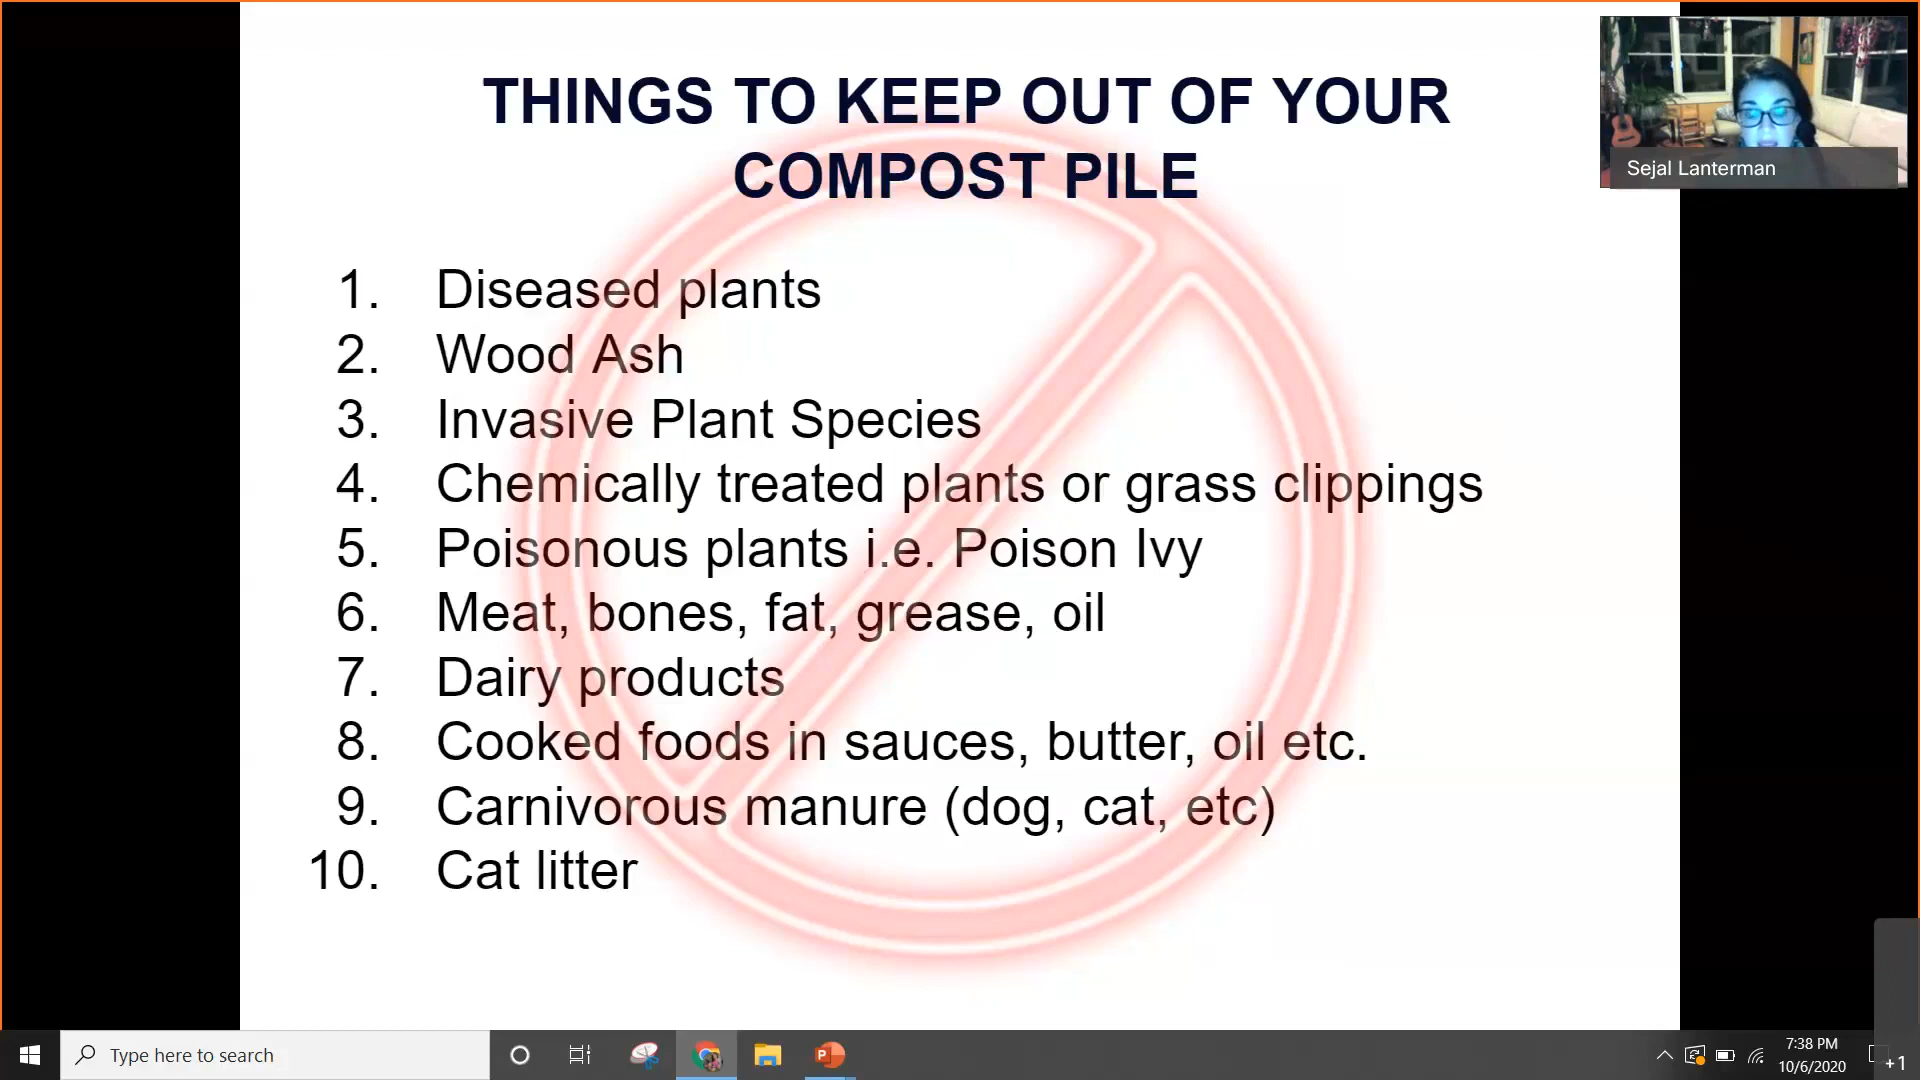 THINGS TO KEEP OUT OF YOUR
COMPOST PILE
Sejal Lanterman
1. Diseased plants
2. Wood Ash
3. Invasive Plant Species
4. Chemically treated plants or grass clippings
5. Poisonous plants i.e. Poison Ivy
6. Meat, bones, fat, grease, oil
7. Dairy products
8. Cooked foods in sauces, butter, oil etc.
9. Carnivorous manure (dog, cat, etc)
10. Cat litter
Type here to search
7:38 PM
10/6/2020
+1